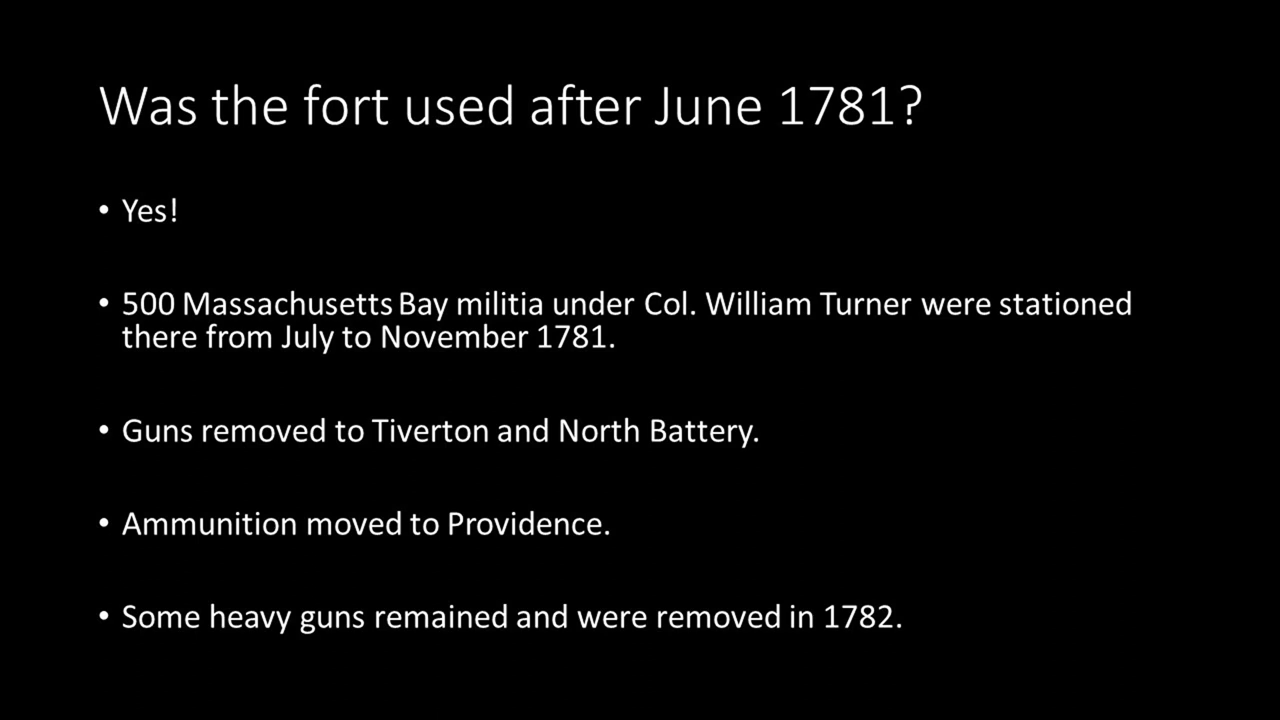 Was the fort used after June 1781?
• Yes!
• 500 Massachusetts Bay militia under Col. William Turner were stationed
there from July to November 1781.
• Guns removed to Tiverton and North Battery.
• Ammunition moved to Providence.
• Some heavy guns remained and were removed in 1782.